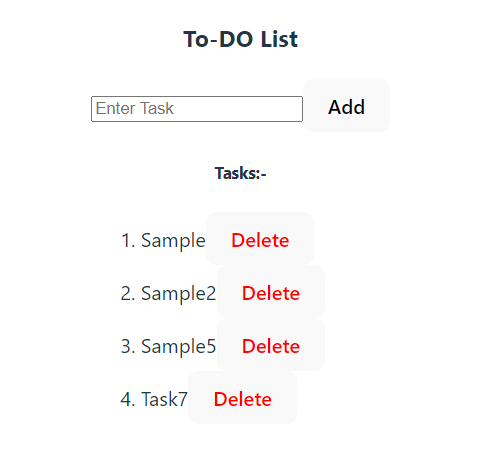 To-DO List
Enter Task Add
Tasks:-
1. Sample Delete
2. Sample2 Delete
3. Sample5 Delete
4. Task7 Delete